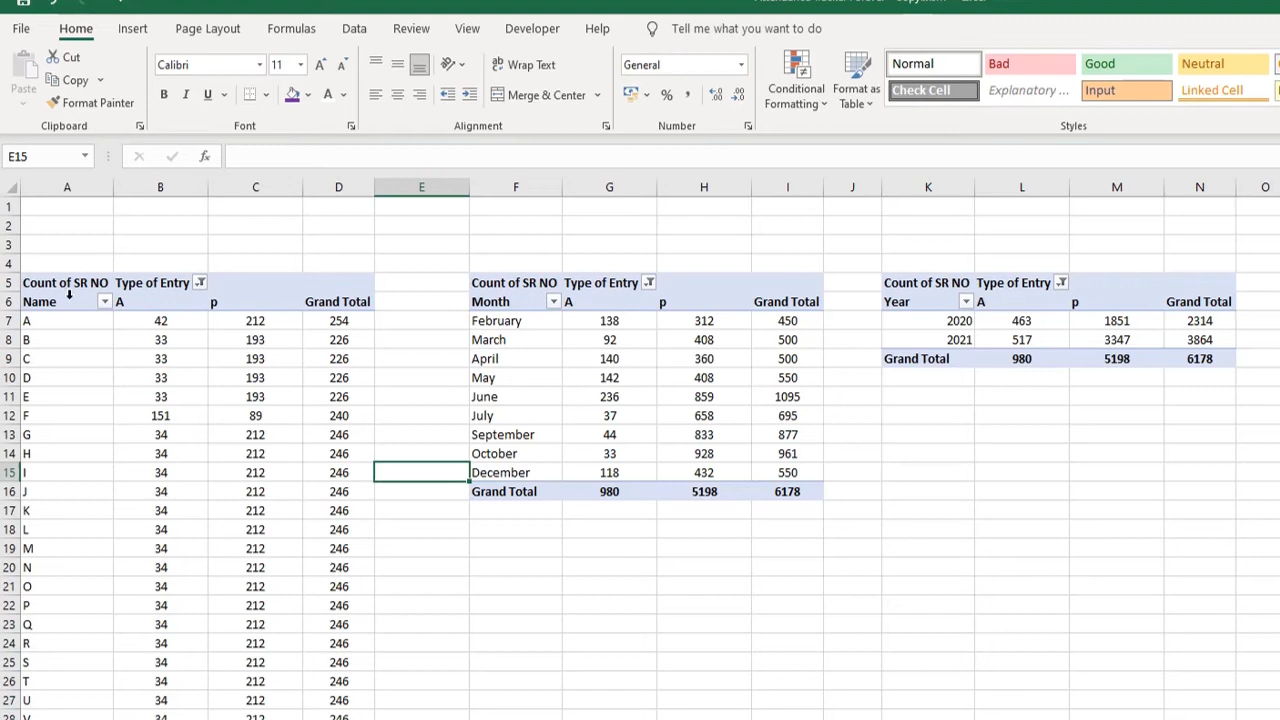 File Home Insert Page Layout Formulas Data Review View Developer Help Tell me what you want to do
Cut
Copy
Format Painter
Paste
Calibri 11
A A
B I U A
Wrap Text
Merge & Center
General
% ,
Conditional
Formatting
Format as
Table
Normal Bad Good Neutral
Check Cell Explanatory ... Input Linked Cell
Clipboard Font Alignment Number Styles
E15 fx
A B C D E F G H I J K L M N O
1
2
3
4
5 Count of SR NO Type of Entry Count of SR NO Type of Entry Count of SR NO Type of Entry
6 Name A p Grand Total Month A p Grand Total Year A p Grand Total
7 A 42 212 254 February 138 312 450 2020 463 1851 2314
8 B 33 193 226 March 92 408 500 2021 517 3347 3864
9 C 33 193 226 April 140 360 500 Grand Total 980 5198 6178
10 D 33 193 226 May 142 408 550
11 E 33 193 226 June 236 859 1095
12 F 151 89 240 July 37 658 695
13 G 34 212 246 September 44 833 877
14 H 34 212 246 October 33 928 961
15 I 34 212 246 December 118 432 550
16 J 34 212 246 Grand Total 980 5198 6178
17 K 34 212 246
18 L 34 212 246
19 M 34 212 246
20 N 34 212 246
21 O 34 212 246
22 P 34 212 246
23 Q 34 212 246
24 R 34 212 246
25 S 34 212 246
26 T 34 212 246
27 U 34 212 246
28 V 34 212 246